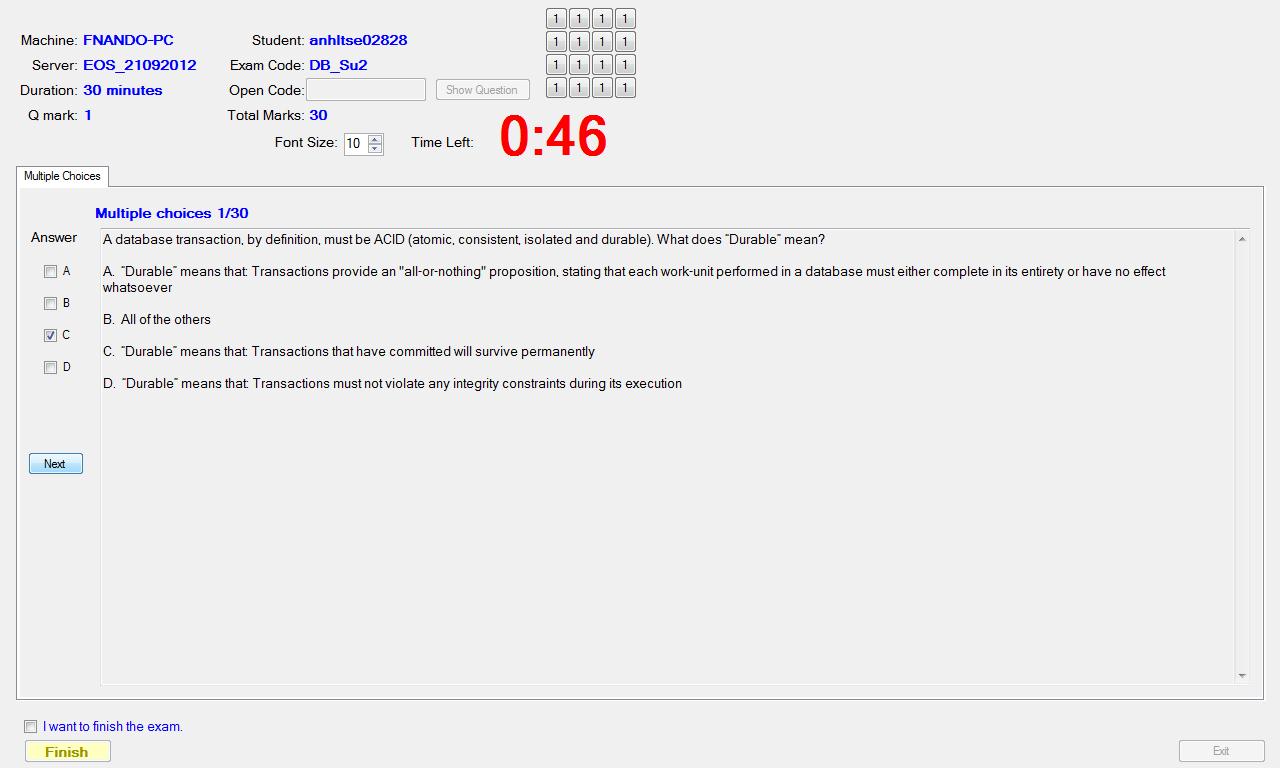 Machine: FNANDO-PC
Student: anhltse02828
1 1 1 1
Server: EOS_21092012
Exam Code: DB_Su2
1 1 1 1
1 1 1 1
Duration: 30 minutes
Open Code:
Show Question
1 1 1 1
Q mark: 1
Total Marks: 30
Font Size: 10
Time Left: 0:46
Multiple Choices
Multiple choices 1/30
Answer
A database transaction, by definition, must be ACID (atomic, consistent, isolated and durable). What does “Durable” mean?
A
A. “Durable” means that: Transactions provide an "all-or-nothing" proposition, stating that each work-unit performed in a database must either complete in its entirety or have no effect
whatsoever
B
B. All of the others
C
C. “Durable” means that: Transactions that have committed will survive permanently
D
D. “Durable” means that: Transactions must not violate any integrity constraints during its execution
Next
I want to finish the exam.
Finish
Exit